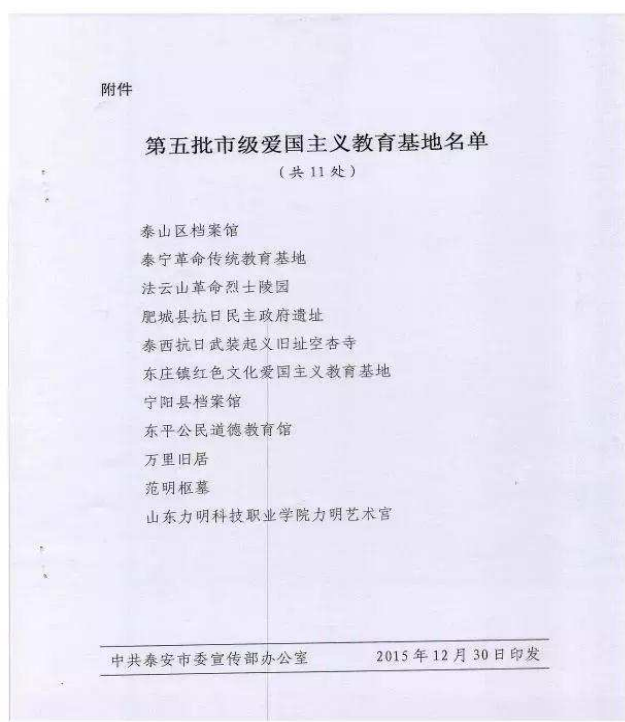 附件
第五批市级爱国主义教育基地名单
（共11处）
泰山区档案馆
泰宁革命传统教育基地
法云山革命烈士陵园
肥城县抗日民主政府遗址
泰西抗日武装起义旧址空杏寺
东庄镇红色文化爱国主义教育基地
宁阳县档案馆
东平公民道德教育馆
万里旧居
范明枢墓
山东力明科技职业学院力明艺术宫
中共泰安市委宣传部办公室 2015年12月30日印发